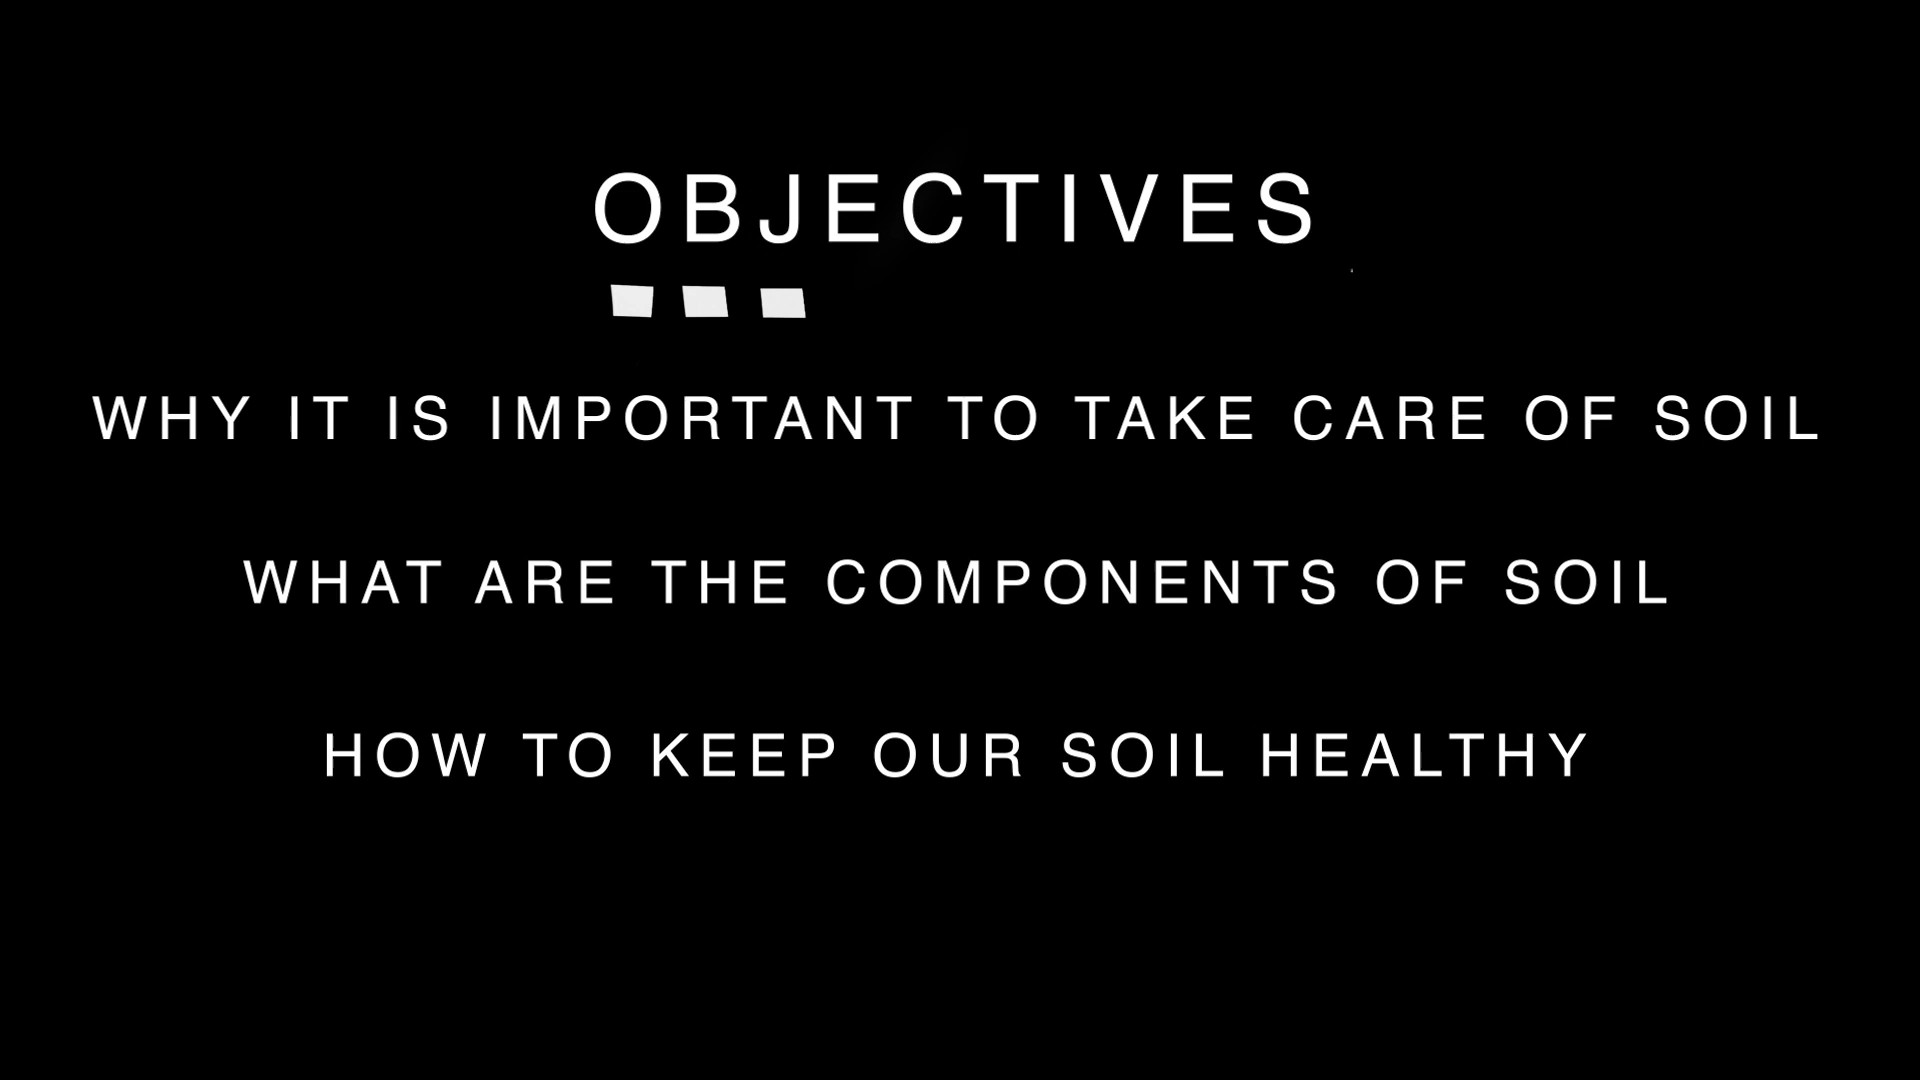 OBJECTIVES
WHY IT IS IMPORTANT TO TAKE CARE OF SOIL
WHAT ARE THE COMPONENTS OF SOIL
HOW TO KEEP OUR SOIL HEALTHY